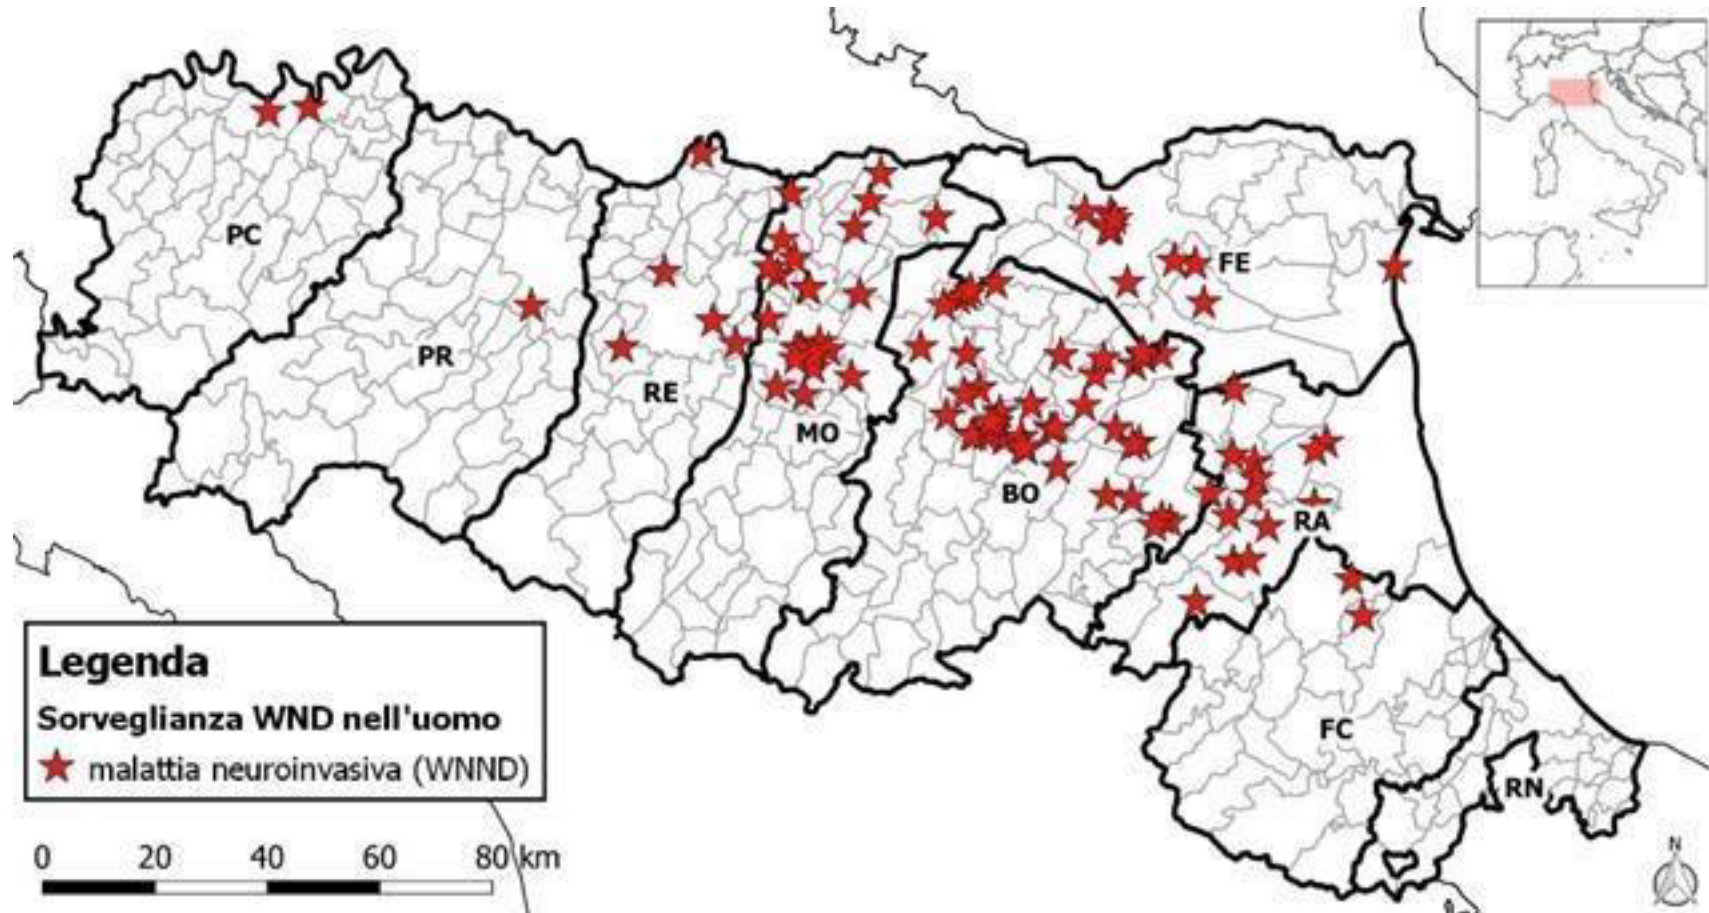 PC
PR
RE
MO
BO
FE
RA
FC
RN
Legenda
Sorveglianza WND nell'uomo
malattia neuroinvasiva (WNND)
0 20 40 60 80 km
N